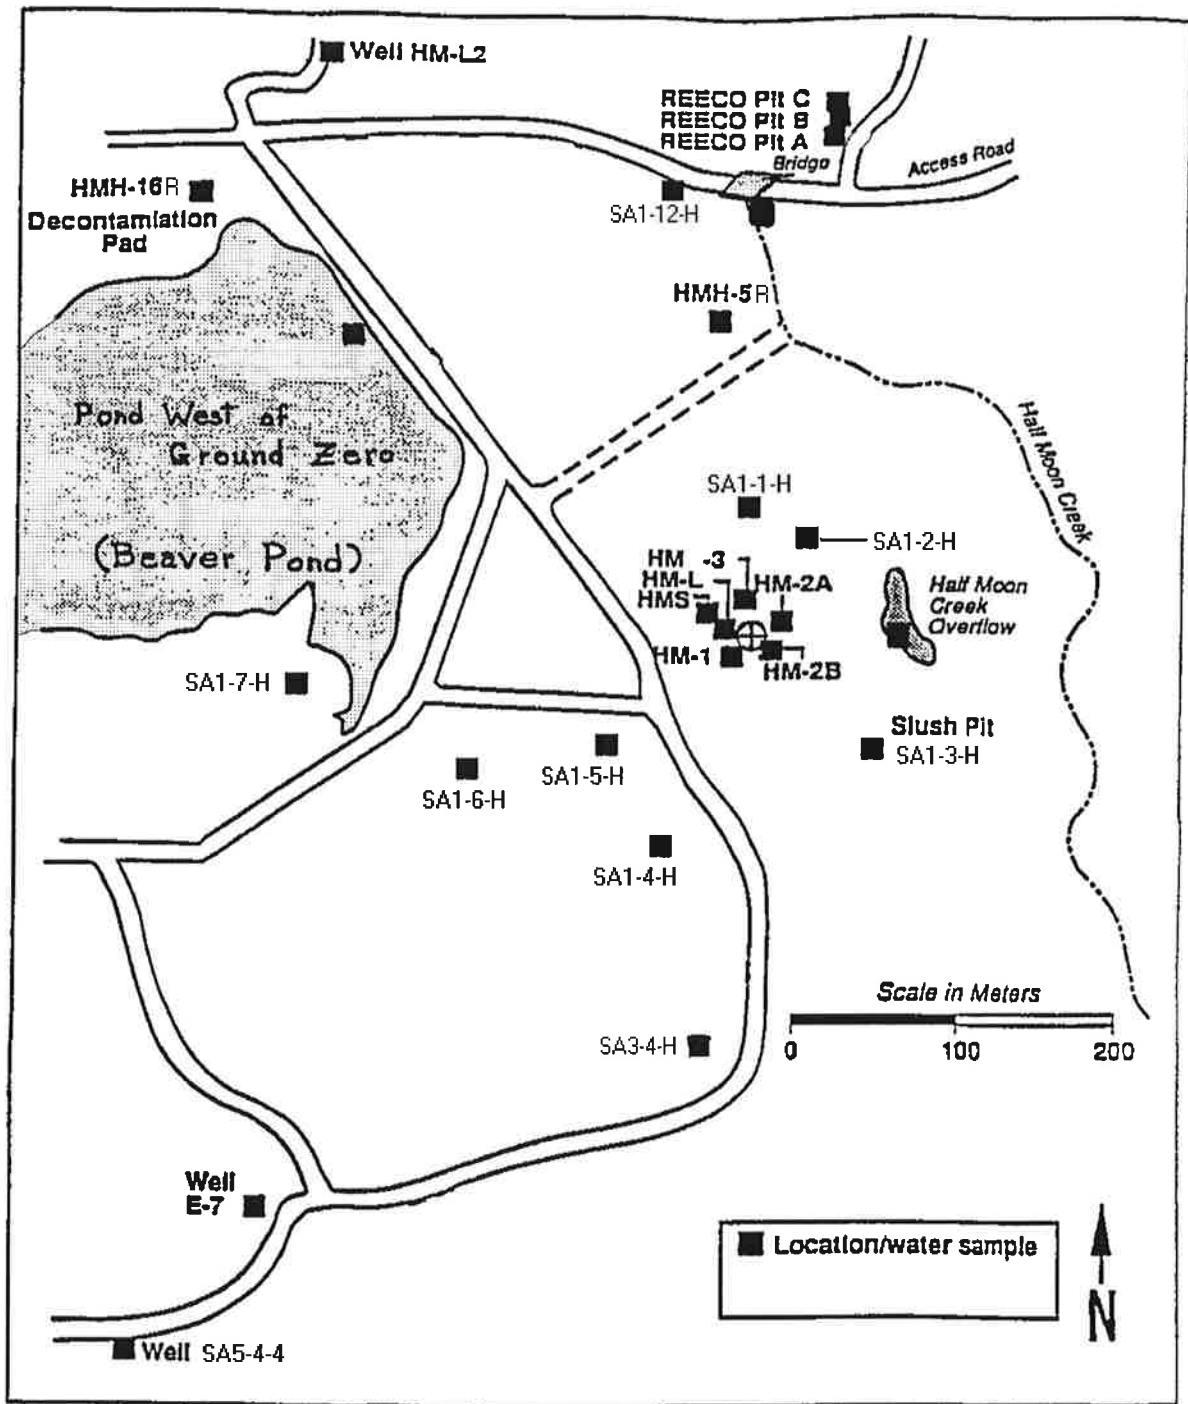 Well HM-L2
REECO Pit C
REECO Pit B
REECO Pit A
Bridge
Access Road
HMH-16R
Decontamiation
Pad
SA1-12-H
HMH-5R
Pond West of
Ground Zero
(Beaver Pond)
Half Moon Creek
SA1-1-H
SA1-2-H
HM -3
HM-L
HMS
HM-2A
Half Moon
Creek
Overflow
HM-1
HM-2B
SA1-7-H
Slush Pit
SA1-3-H
SA1-5-H
SA1-6-H
SA1-4-H
Scale in Meters
0 100 200
SA3-4-H
Well
E-7
Location/water sample
N
Well SA5-4-4